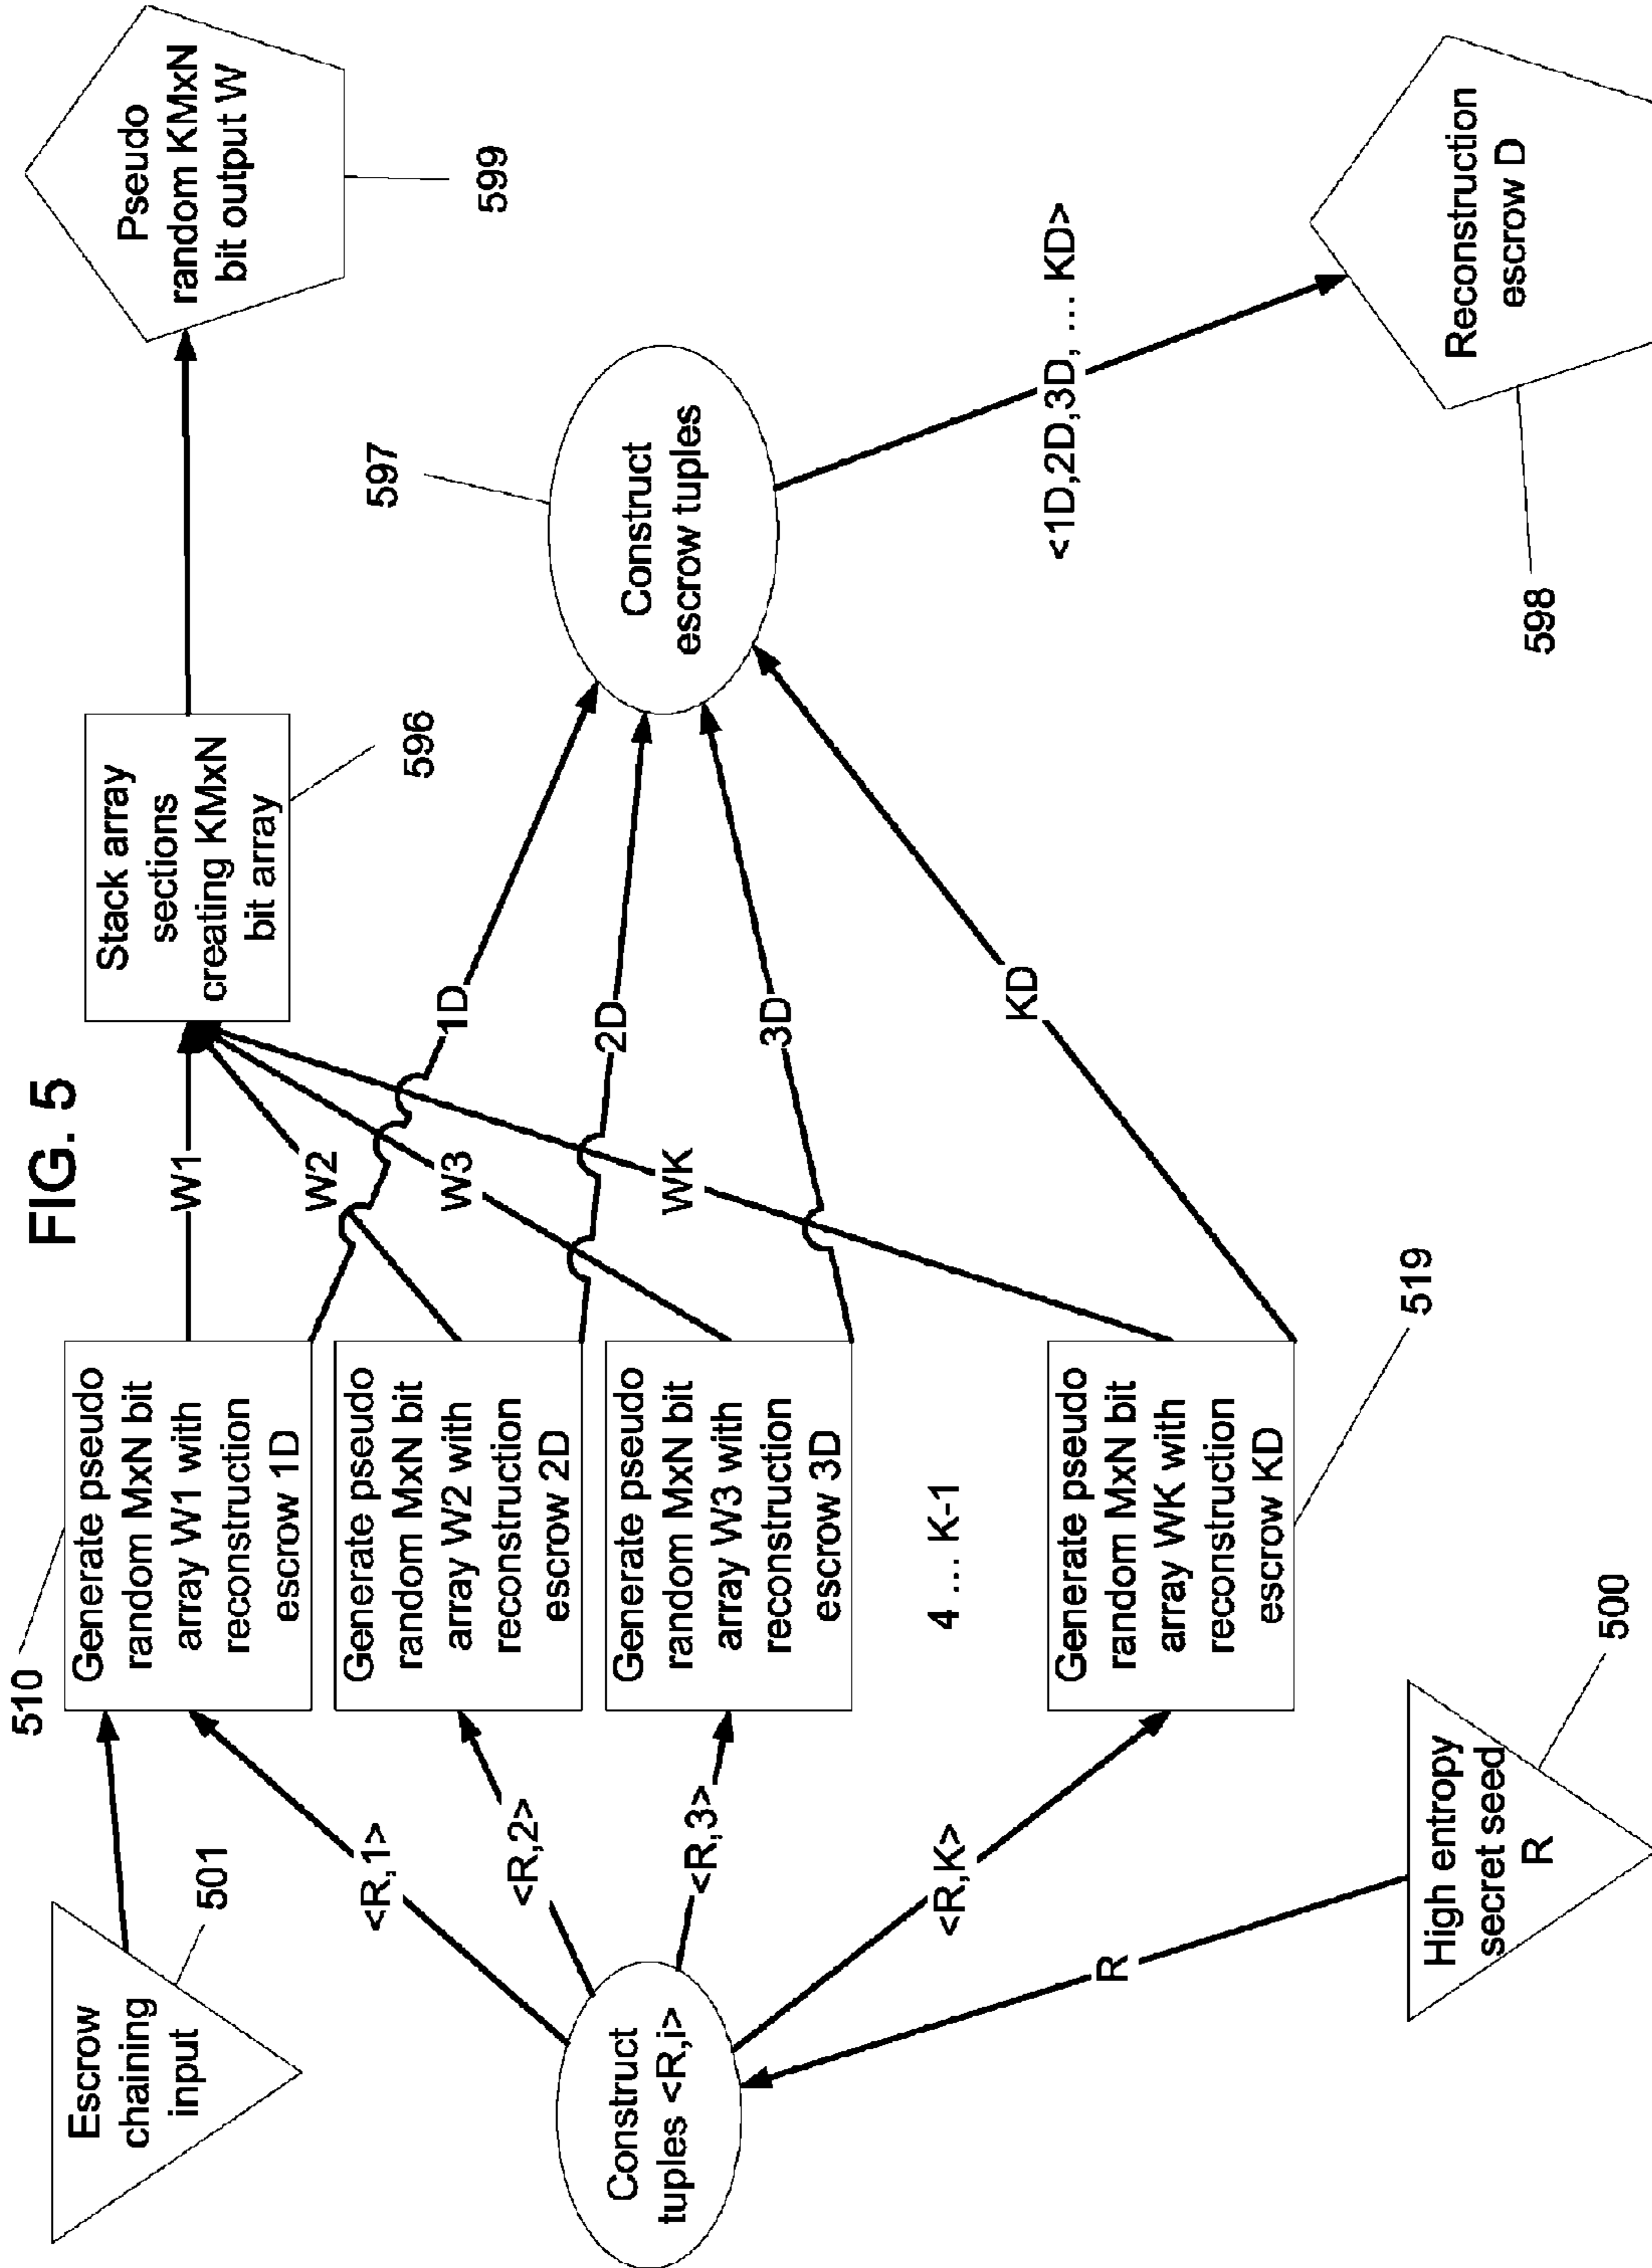 FIG. 5
Escrow
chaining
input
501
510
Generate pseudo
random MxN bit
array W1 with
reconstruction
escrow 1D
W1
Stack array
sections
creating KMxN
bit array
596
Pseudo
random KMxN
bit output W
599
<R,1>
Generate pseudo
random MxN bit
array W2 with
reconstruction
escrow 2D
W2
1D
<R,2>
Generate pseudo
random MxN bit
array W3 with
reconstruction
escrow 3D
W3
2D
597
Construct
escrow tuples
Construct
tuples <R,i>
<R,3>
4 ... K-1
WK
3D
<R,K>
Generate pseudo
random MxN bit
array WK with
reconstruction
escrow KD
519
KD
<1D,2D,3D, ... KD>
R
High entropy
secret seed
R
500
Reconstruction
escrow D
598